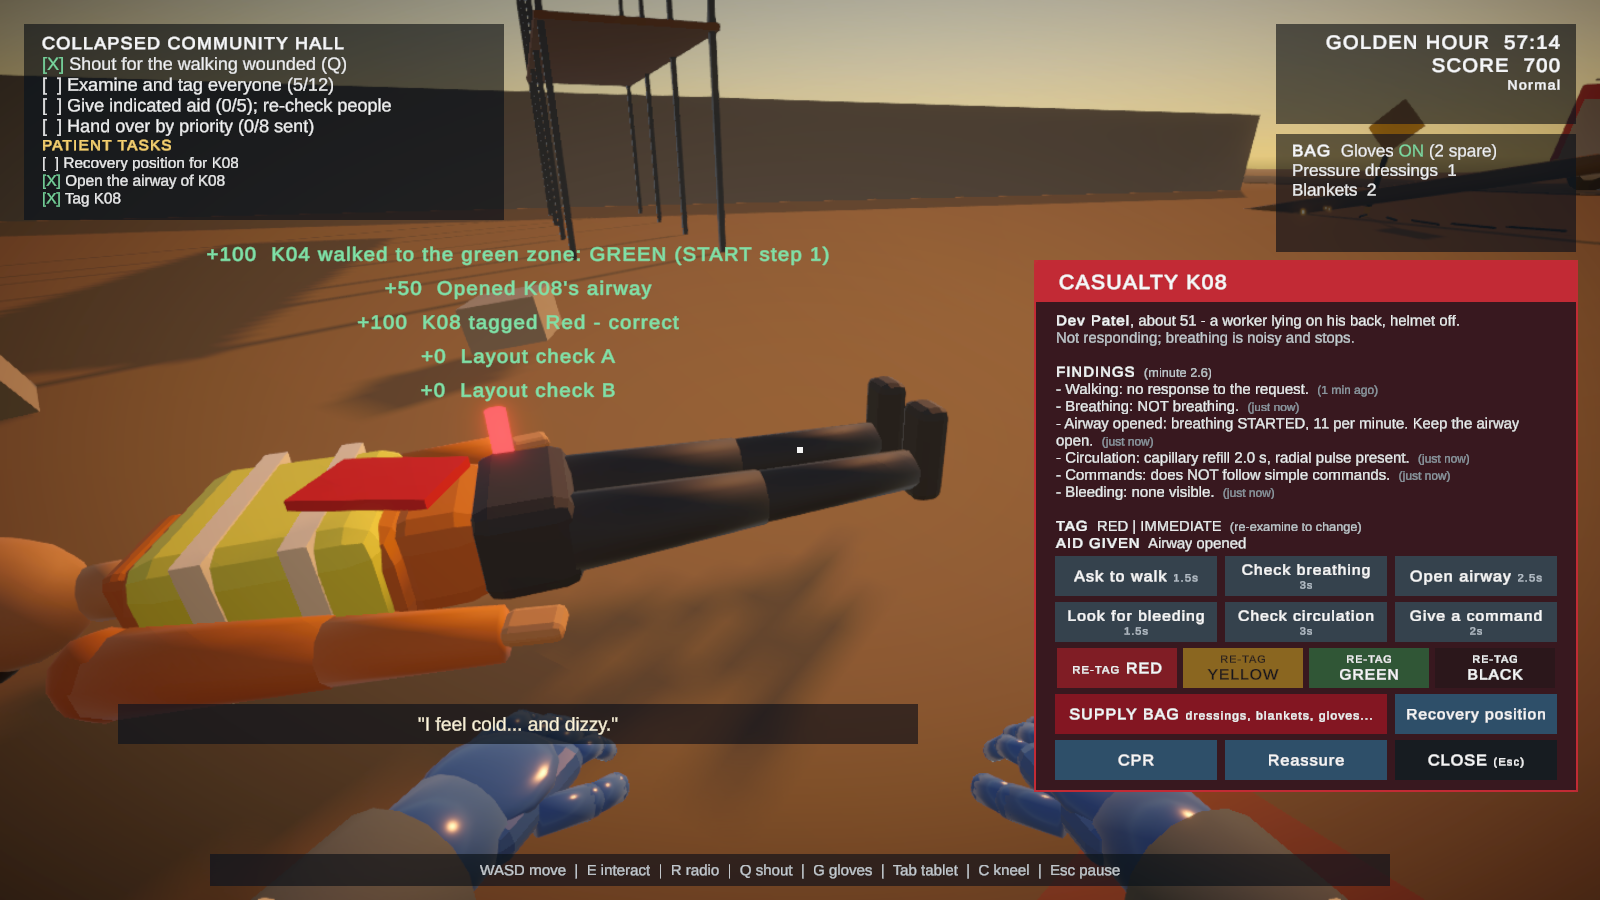 COLLAPSED COMMUNITY HALL
[X] Shout for the walking wounded (Q)
[ ] Examine and tag everyone (5/12)
[ ] Give indicated aid (0/5); re-check people
[ ] Hand over by priority (0/8 sent)
PATIENT TASKS
[ ] Recovery position for K08
[X] Open the airway of K08
[X] Tag K08
GOLDEN HOUR 57:14
SCORE 700
Normal
BAG Gloves ON (2 spare)
Pressure dressings 1
Blankets 2
+100 K04 walked to the green zone: GREEN (START step 1)
+50 Opened K08's airway
+100 K08 tagged Red - correct
+0 Layout check A
+0 Layout check B
CASUALTY K08
Dev Patel, about 51 - a worker lying on his back, helmet off.
Not responding; breathing is noisy and stops.
FINDINGS (minute 2.6)
- Walking: no response to the request. (1 min ago)
- Breathing: NOT breathing. (just now)
- Airway opened: breathing STARTED, 11 per minute. Keep the airway
open. (just now)
- Circulation: capillary refill 2.0 s, radial pulse present. (just now)
- Commands: does NOT follow simple commands. (just now)
- Bleeding: none visible. (just now)
TAG RED | IMMEDIATE (re-examine to change)
AID GIVEN Airway opened
Ask to walk 1.5s
Check breathing
3s
Open airway 2.5s
Look for bleeding
1.5s
Check circulation
3s
Give a command
2s
RE-TAG RED
RE-TAG
YELLOW
RE-TAG
GREEN
RE-TAG
BLACK
SUPPLY BAG dressings, blankets, gloves...
Recovery position
CPR
Reassure
CLOSE (Esc)
"I feel cold... and dizzy."
WASD move | E interact | R radio | Q shout | G gloves | Tab tablet | C kneel | Esc pause